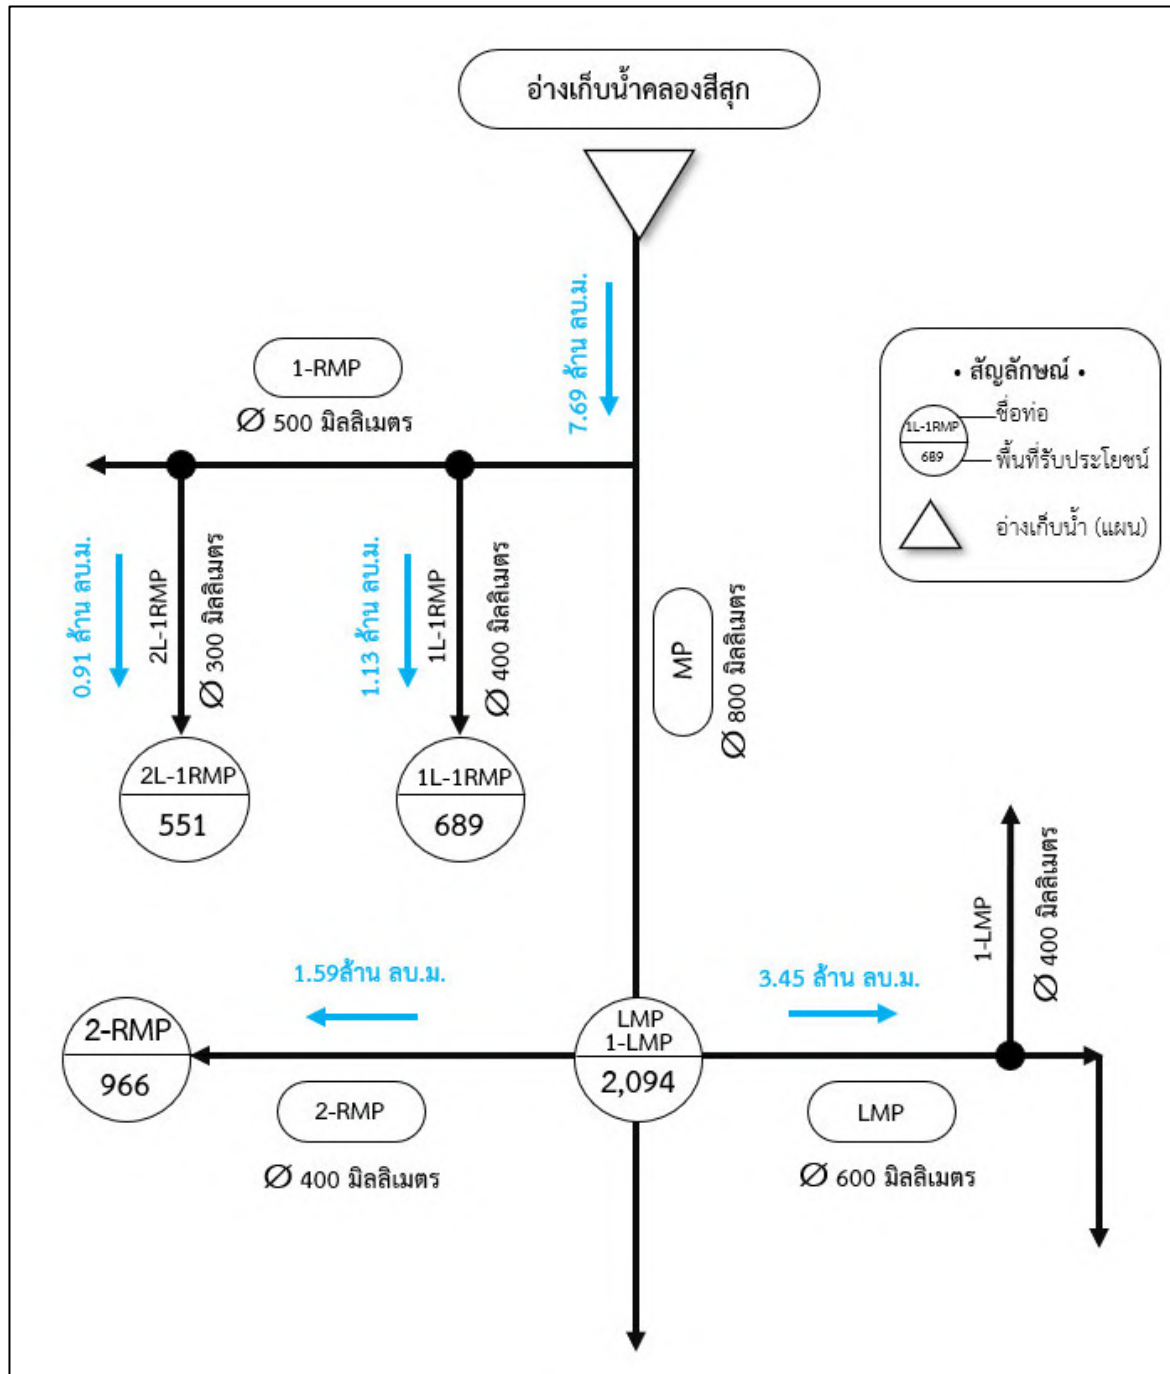 อ่างเก็บน้ำคลองสีสุก
7.69 ล้าน ลบ.ม.
1-RMP
Ø 500 มิลลิเมตร
• สัญลักษณ์ •
1L-1RMP
689
ชื่อท่อ
พื้นที่รับประโยชน์
อ่างเก็บน้ำ (แผน)
0.91 ล้าน ลบ.ม.
2L-1RMP
Ø 300 มิลลิเมตร
1.13 ล้าน ลบ.ม.
1L-1RMP
Ø 400 มิลลิเมตร
MP
Ø 800 มิลลิเมตร
2L-1RMP
551
1L-1RMP
689
1-LMP
Ø 400 มิลลิเมตร
1.59ล้าน ลบ.ม.
3.45 ล้าน ลบ.ม.
2-RMP
966
LMP
1-LMP
2,094
2-RMP
Ø 400 มิลลิเมตร
LMP
Ø 600 มิลลิเมตร